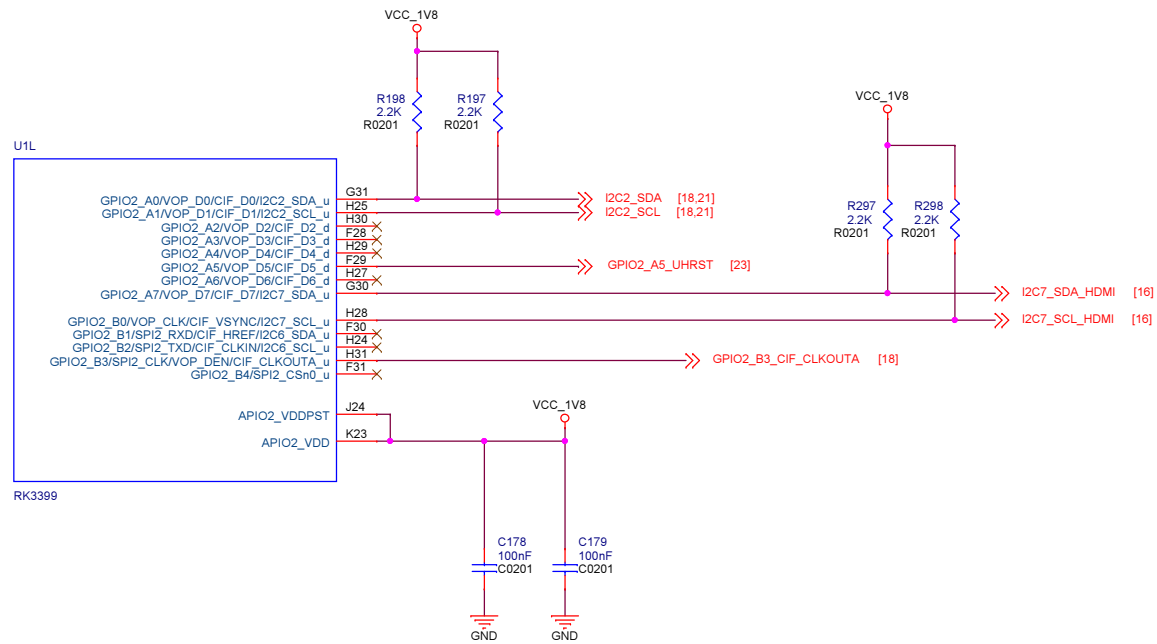 VCC_1V8
R198
2.2K
R0201
R197
2.2K
R0201
VCC_1V8
R297
2.2K
R0201
R298
2.2K
R0201
U1L
GPIO2_A0/VOP_D0/CIF_D0/I2C2_SDA_u G31 I2C2_SDA [18,21]
GPIO2_A1/VOP_D1/CIF_D1/I2C2_SCL_u H25 I2C2_SCL [18,21]
GPIO2_A2/VOP_D2/CIF_D2_d H30
GPIO2_A3/VOP_D3/CIF_D3_d F28
GPIO2_A4/VOP_D4/CIF_D4_d H29
GPIO2_A5/VOP_D5/CIF_D5_d F29 GPIO2_A5_UHRST [23]
GPIO2_A6/VOP_D6/CIF_D6_d H27
GPIO2_A7/VOP_D7/CIF_D7/I2C7_SDA_u G30 I2C7_SDA_HDMI [16]
GPIO2_B0/VOP_CLK/CIF_VSYNC/I2C7_SCL_u H28 I2C7_SCL_HDMI [16]
GPIO2_B1/SPI2_RXD/CIF_HREF/I2C6_SDA_u F30
GPIO2_B2/SPI2_TXD/CIF_CLKIN/I2C6_SCL_u H24
GPIO2_B3/SPI2_CLK/VOP_DEN/CIF_CLKOUTA_u H31 GPIO2_B3_CIF_CLKOUTA [18]
GPIO2_B4/SPI2_CSn0_u F31
APIO2_VDDPST J24
APIO2_VDD K23
VCC_1V8
RK3399
C178
100nF
C0201
C179
100nF
C0201
GND
GND